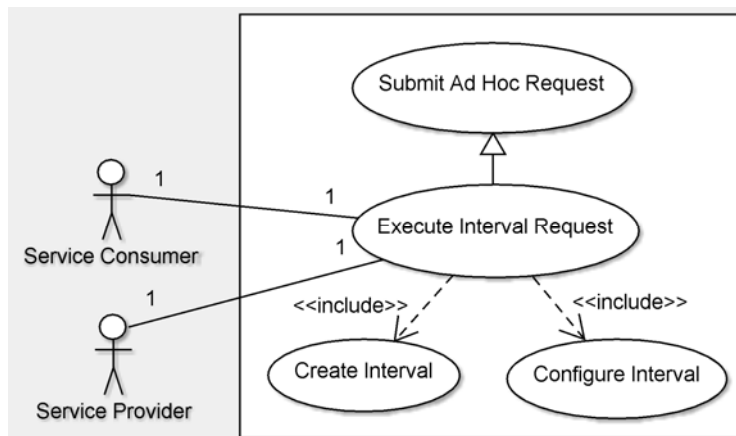 Submit Ad Hoc Request
1
1
Execute Interval Request
Service Consumer
1
1
<<include>>
<<include>>
Create Interval
Configure Interval
Service Provider